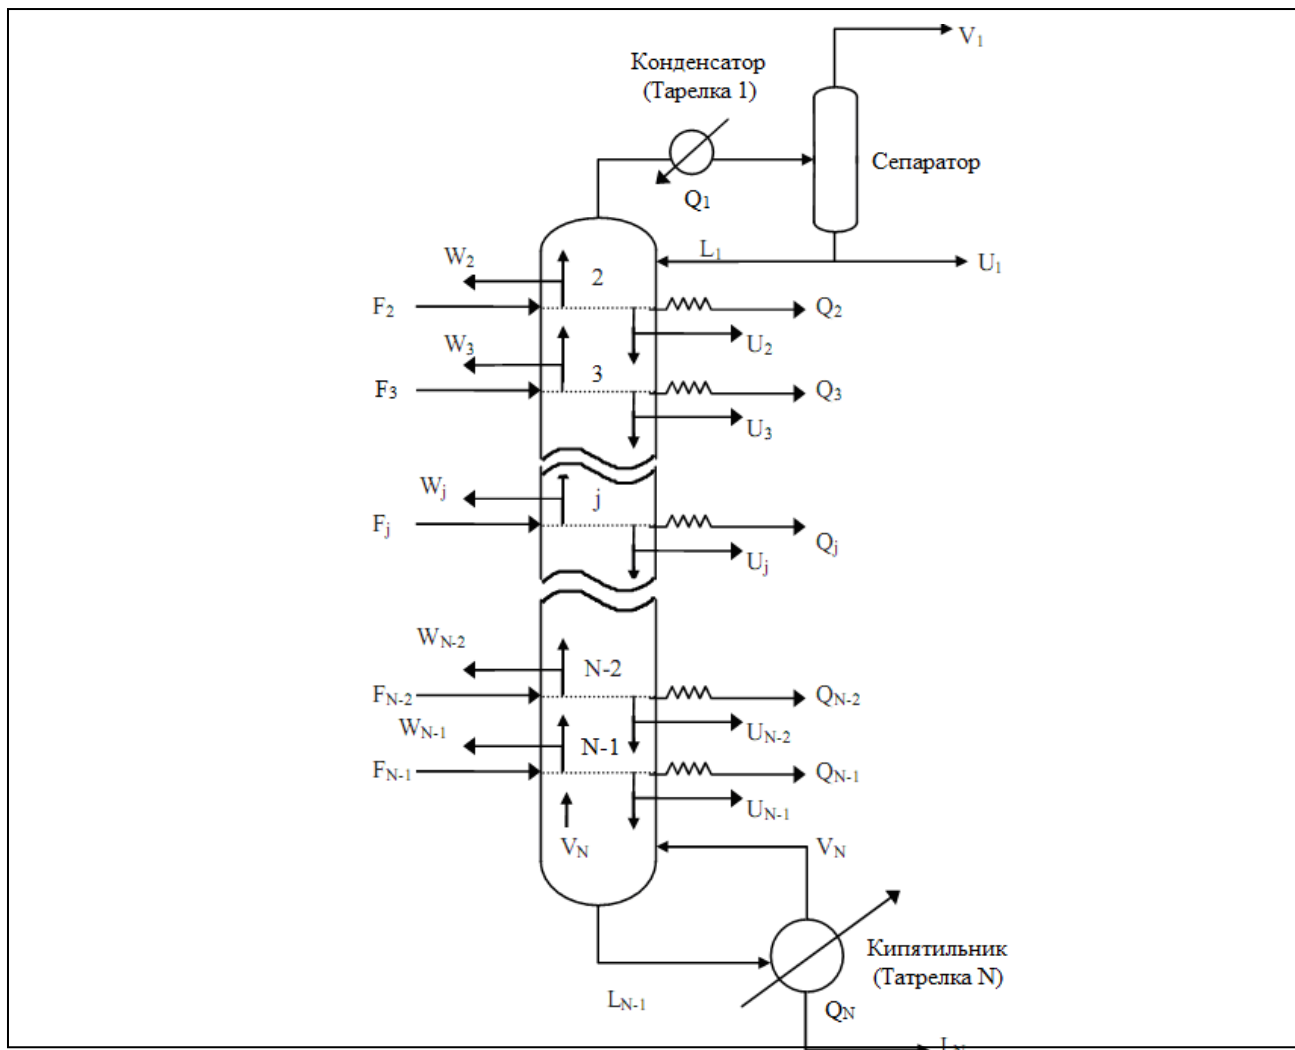 V1
Конденсатор
(Тарелка 1)
Сепаратор
Q1
L1
U1
W2
2
F2
Q2
U2
W3
3
F3
Q3
U3
Wj
j
Fj
Qj
Uj
WN-2
N-2
FN-2
QN-2
UN-2
WN-1
N-1
FN-1
QN-1
UN-1
VN
VN
Кипятильник
(Татрелка N)
LN-1
QN